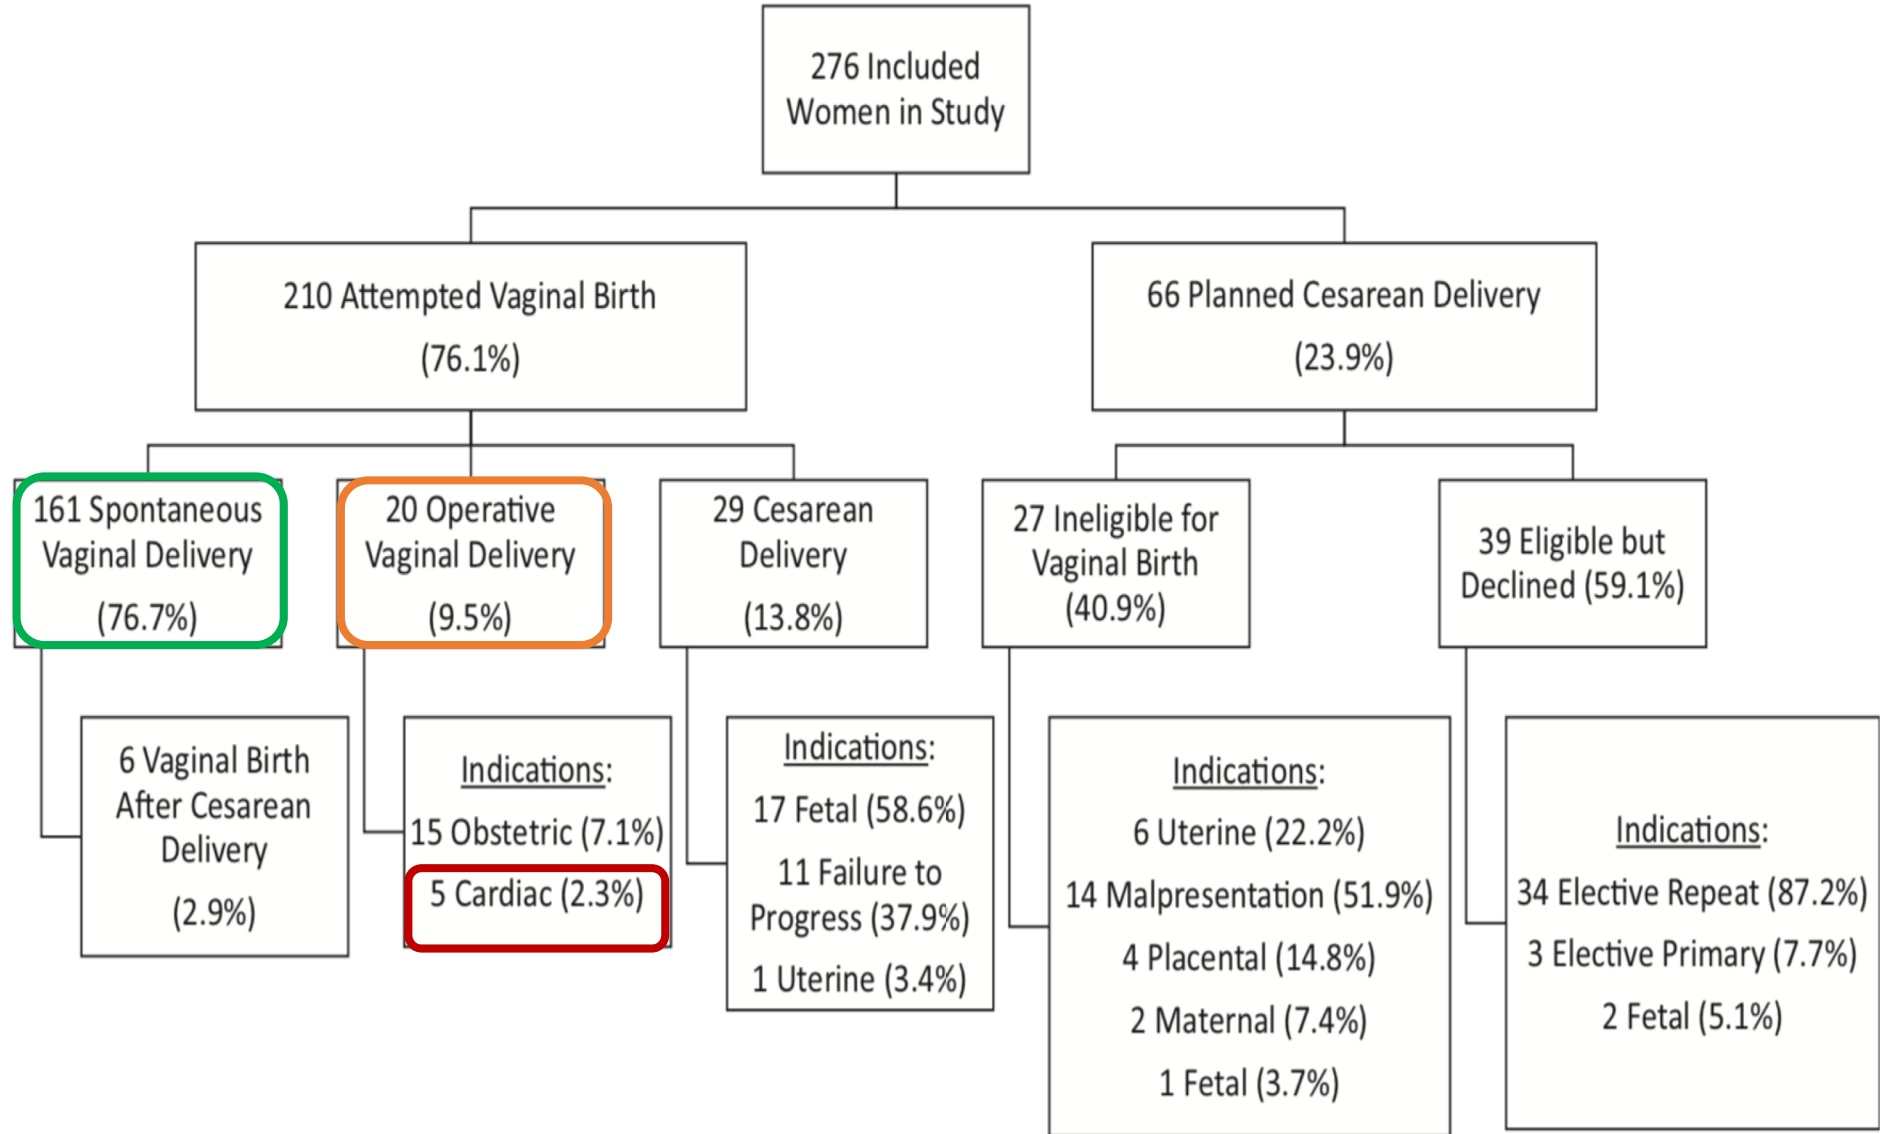 276 Included
Women in Study
210 Attempted Vaginal Birth
(76.1%)
66 Planned Cesarean Delivery
(23.9%)
161 Spontaneous
Vaginal Delivery
(76.7%)
20 Operative
Vaginal Delivery
(9.5%)
29 Cesarean
Delivery
(13.8%)
27 Ineligible for
Vaginal Birth
(40.9%)
39 Eligible but
Declined (59.1%)
6 Vaginal Birth
After Cesarean
Delivery
(2.9%)
Indications:
15 Obstetric (7.1%)
5 Cardiac (2.3%)
Indications:
17 Fetal (58.6%)
11 Failure to
Progress (37.9%)
1 Uterine (3.4%)
Indications:
6 Uterine (22.2%)
14 Malpresentation (51.9%)
4 Placental (14.8%)
2 Maternal (7.4%)
1 Fetal (3.7%)
Indications:
34 Elective Repeat (87.2%)
3 Elective Primary (7.7%)
2 Fetal (5.1%)